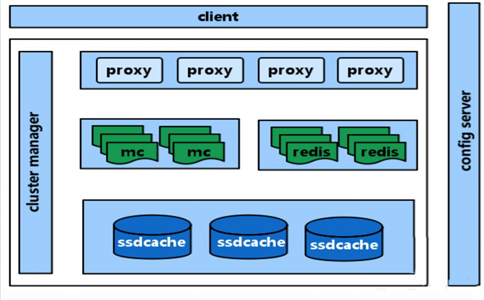 client
proxy proxy proxy proxy
cluster manager
config server
mc mc
redis redis
ssdcache ssdcache ssdcache